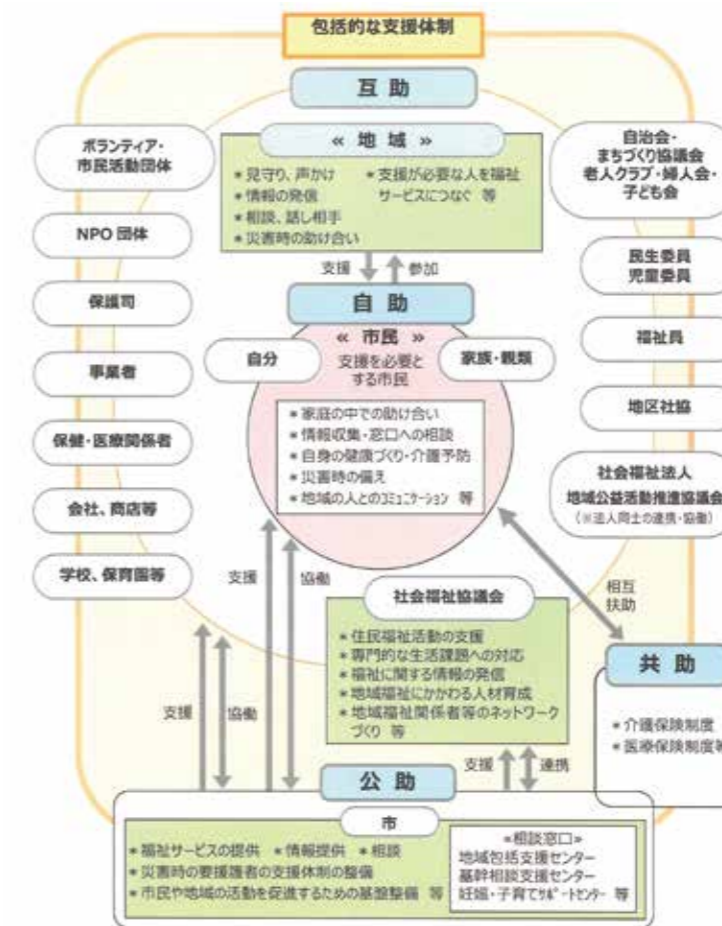 包括的な支援体制
互助
≪ 地域 ≫
＊見守り、声かけ
＊情報の発信
＊相談、話し相手
＊災害時の助け合い
＊支援が必要な人を福祉
サービスにつなぐ 等
ボランティア・
市民活動団体
NPO 団体
保護司
事業者
保健・医療関係者
会社、商店等
学校、保育園等
自治会・
まちづくり協議会
老人クラブ・婦人会・
子ども会
民生委員
児童委員
福祉員
地区社協
社会福祉法人
地域公益活動推進協議会
（※法人同士の連携・協働）
支援
参加
自助
≪ 市民 ≫
支援を必要と
する市民
自分
家族・親類
＊家庭の中での助け合い
＊情報収集・窓口への相談
＊自身の健康づくり・介護予防
＊災害時の備え
＊地域の人とのコミュニケーション 等
支援
協働
相互
扶助
社会福祉協議会
＊住民福祉活動の支援
＊専門的な生活課題への対応
＊福祉に関する情報の発信
＊地域福祉にかかわる人材育成
＊地域福祉関係者等のネットワーク
づくり 等
共助
＊介護保険制度
＊医療保険制度等
支援
協働
支援
連携
公助
市
＊福祉サービスの提供 ＊情報提供 ＊相談
＊災害時の要援護者の支援体制の整備
＊市民や地域の活動を促進するための基盤整備 等
≪相談窓口≫
地域包括支援センター
基幹相談支援センター
妊娠・子育てサポートセンター 等